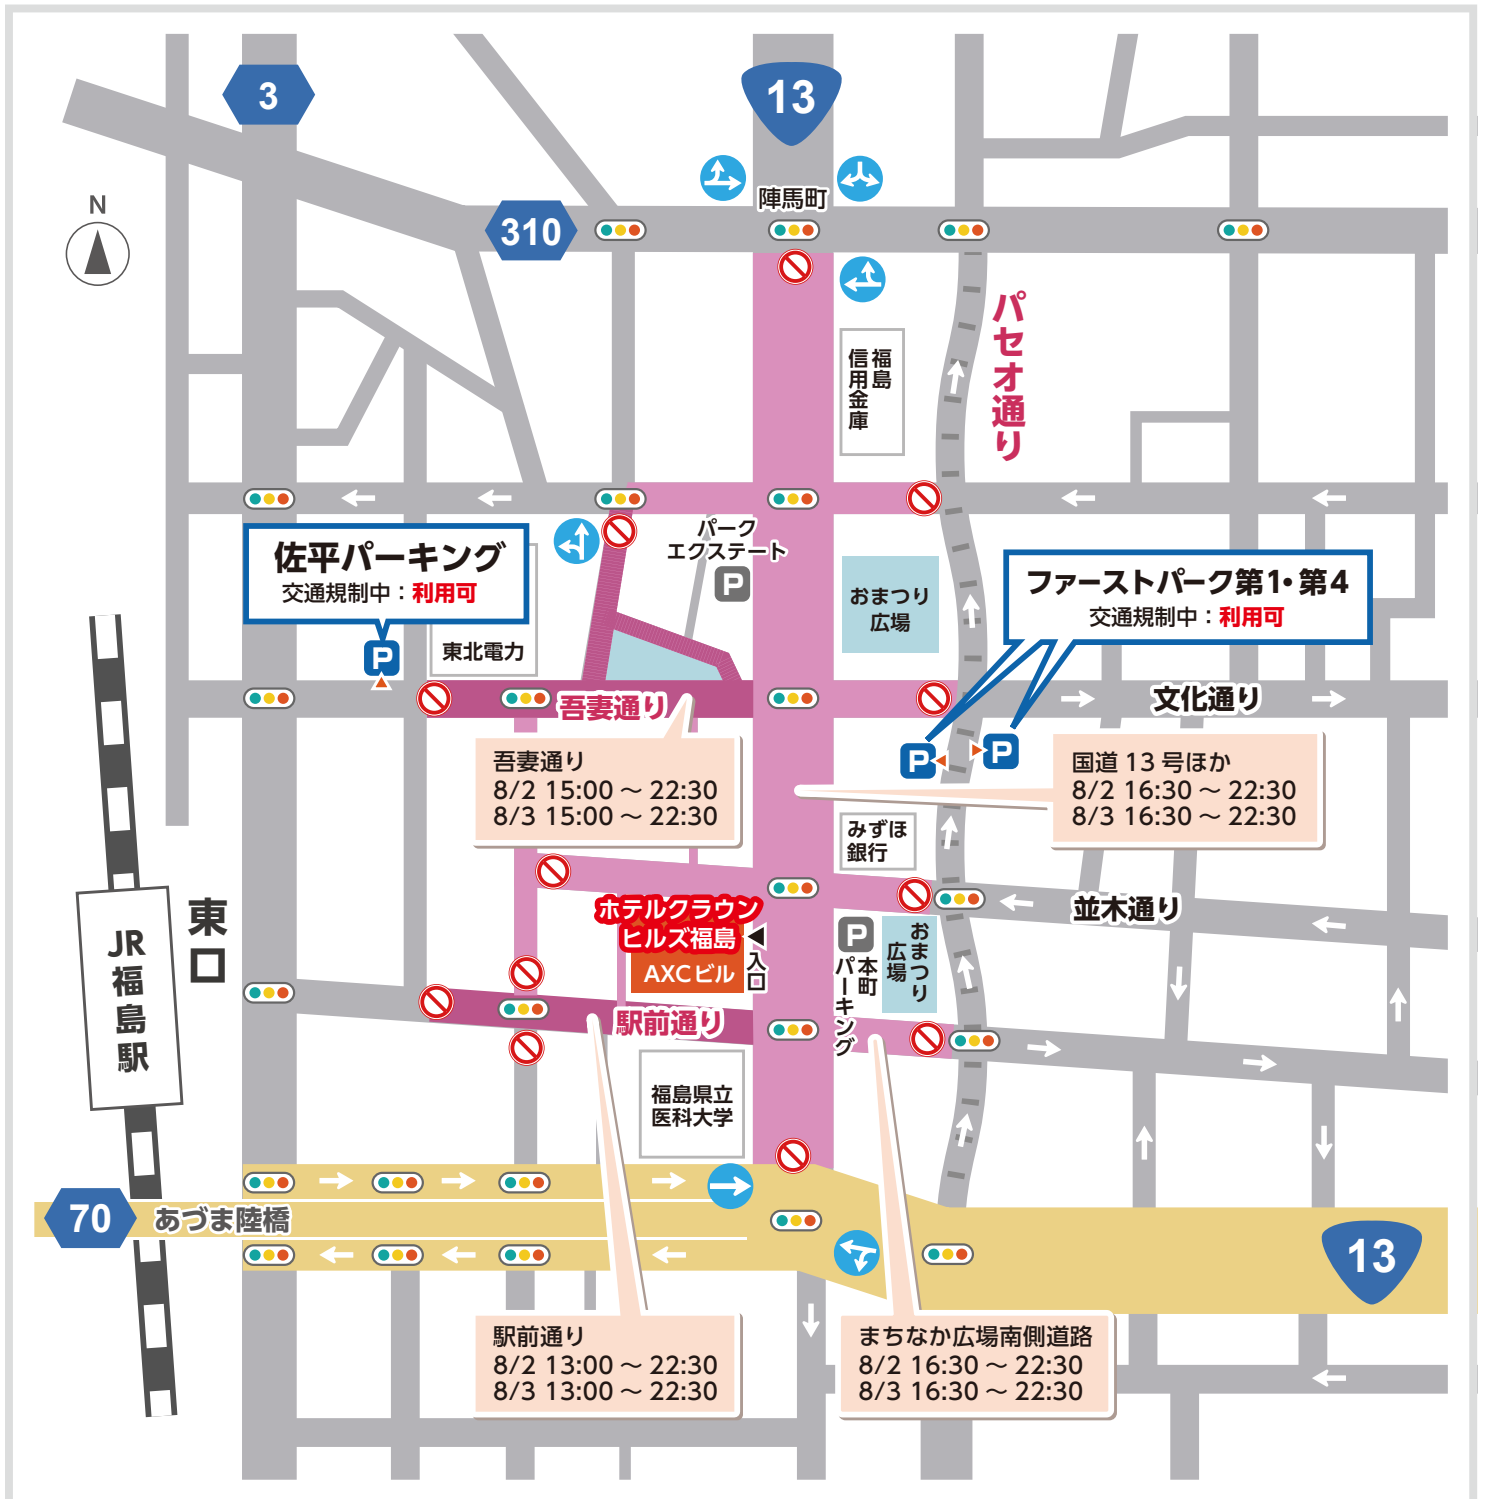 3
13
陣馬町
N
310
パセオ通り
福島
信用金庫
佐平パーキング
交通規制中：利用可
P
東北電力
パーク
エクステート
P
おまつり
広場
ファーストパーク第1・第4
交通規制中：利用可
P
P
吾妻通り
文化通り
吾妻通り
8/2 15:00 ～ 22:30
8/3 15:00 ～ 22:30
国道 13 号ほか
8/2 16:30 ～ 22:30
8/3 16:30 ～ 22:30
みずほ
銀行
並木通り
東口
JR福島駅
ホテルクラウン
ヒルズ福島
AXCビル
入口
P
本町
パーキング
おまつり
広場
駅前通り
福島県立
医科大学
70
あづま陸橋
13
駅前通り
8/2 13:00 ～ 22:30
8/3 13:00 ～ 22:30
まちなか広場南側道路
8/2 16:30 ～ 22:30
8/3 16:30 ～ 22:30